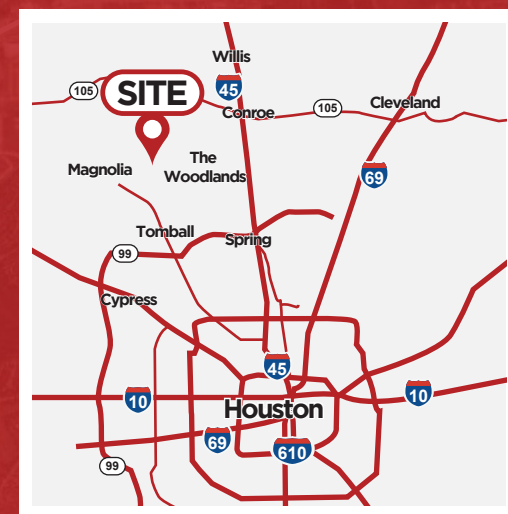 Willis
45
105
SITE
Conroe
105
Cleveland
Magnolia
The
Woodlands
69
Tomball
Spring
99
Cypress
45
10
10
Houston
69
610
99